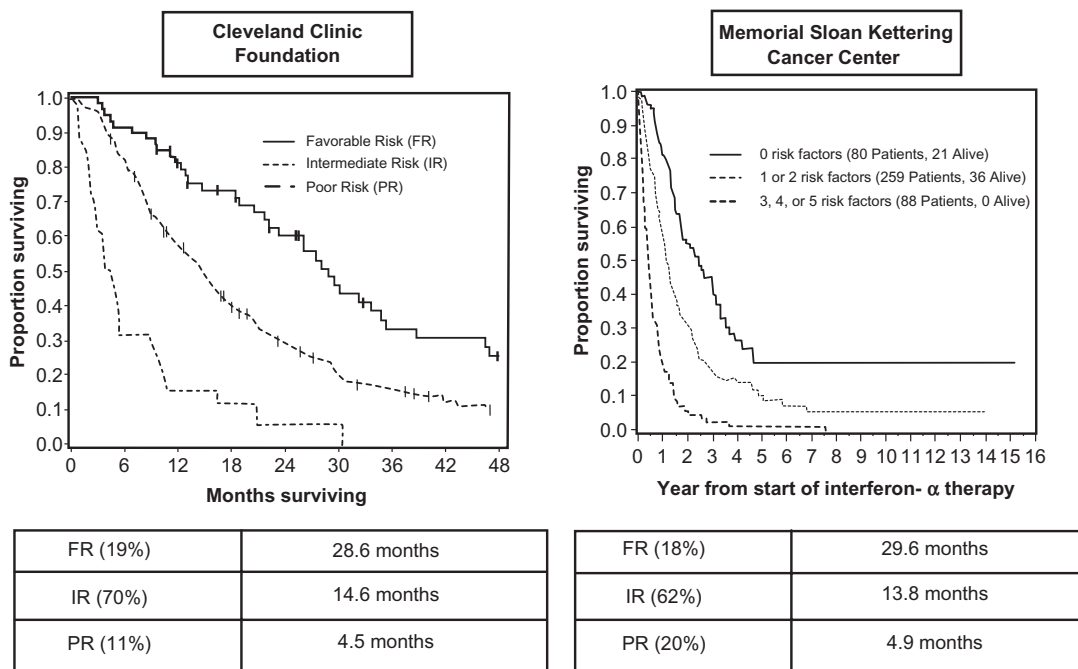 Cleveland Clinic
Foundation
Proportion surviving
1.0
0.9
0.8
0.7
0.6
0.5
0.4
0.3
0.2
0.1
0.0
Favorable Risk (FR)
Intermediate Risk (IR)
Poor Risk (PR)
0 6 12 18 24 30 36 42 48
Months surviving
FR (19%) 28.6 months
IR (70%) 14.6 months
PR (11%) 4.5 months
Memorial Sloan Kettering
Cancer Center
Proportion surviving
1.0
0.9
0.8
0.7
0.6
0.5
0.4
0.3
0.2
0.1
0.0
0 risk factors (80 Patients, 21 Alive)
1 or 2 risk factors (259 Patients, 36 Alive)
3, 4, or 5 risk factors (88 Patients, 0 Alive)
0 1 2 3 4 5 6 7 8 9 10 11 12 13 14 15 16
Year from start of interferon- α therapy
FR (18%) 29.6 months
IR (62%) 13.8 months
PR (20%) 4.9 months